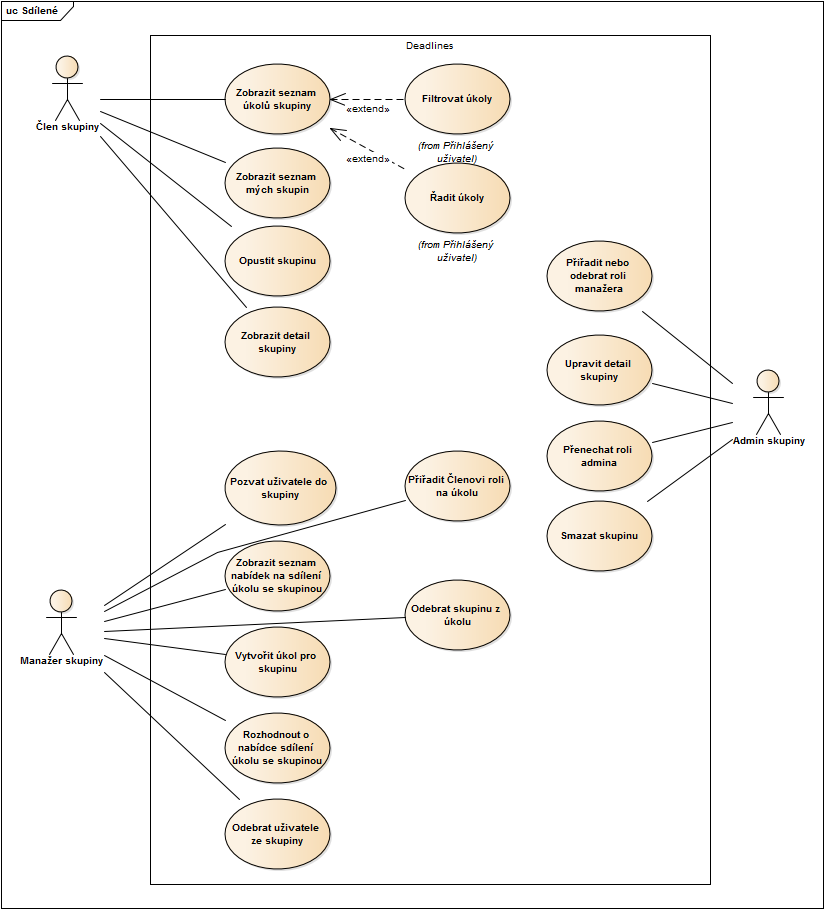 uc Sdílené
Deadlines
Člen skupiny
Zobrazit seznam
úkolů skupiny
«extend»
Filtrovat úkoly
(from Přihlášený
uživatel)
«extend»
Řadit úkoly
(from Přihlášený
uživatel)
Zobrazit seznam
mých skupin
Opustit skupinu
Zobrazit detail
skupiny
Přiřadit nebo
odebrat roli
manažera
Upravit detail
skupiny
Přenechat roli
admina
Smazat skupinu
Admin skupiny
Pozvat uživatele do
skupiny
Přiřadit Členovi roli
na úkolu
Zobrazit seznam
nabídek na sdílení
úkolu se skupinou
Odebrat skupinu z
úkolu
Manažer skupiny
Vytvořit úkol pro
skupinu
Rozhodnout o
nabídce sdílení
úkolu se skupinou
Odebrat uživatele
ze skupiny